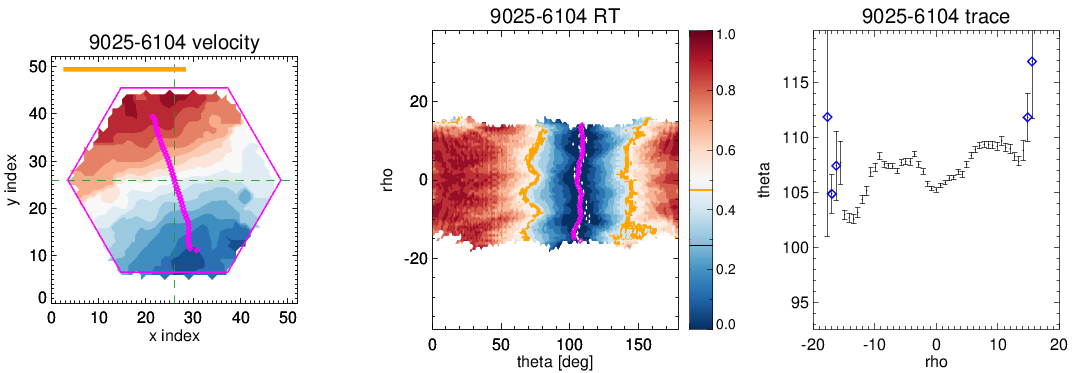 9025-6104 velocity
50
40
30
20
10
0
0 10 20 30 40 50
x index
y index
9025-6104 RT
20
0
-20
0 50 100 150
theta [deg]
rho
1.0
0.8
0.6
0.4
0.2
0.0
9025-6104 trace
115
110
105
100
95
-20 -10 0 10 20
rho
theta